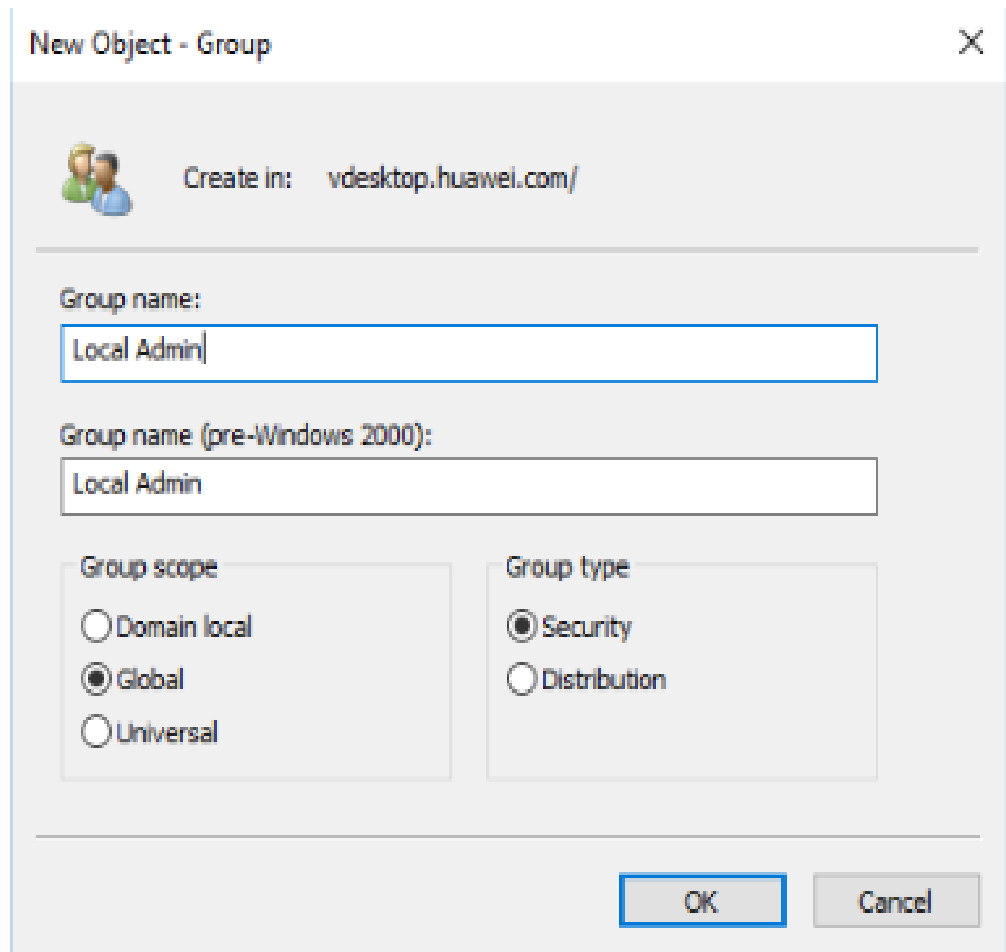 New Object - Group
Create in: vdesktop.huawei.com/
Group name:
Local Admin
Group name (pre-Windows 2000):
Local Admin
Group scope
Domain local
Global
Universal
Group type
Security
Distribution
OK
Cancel